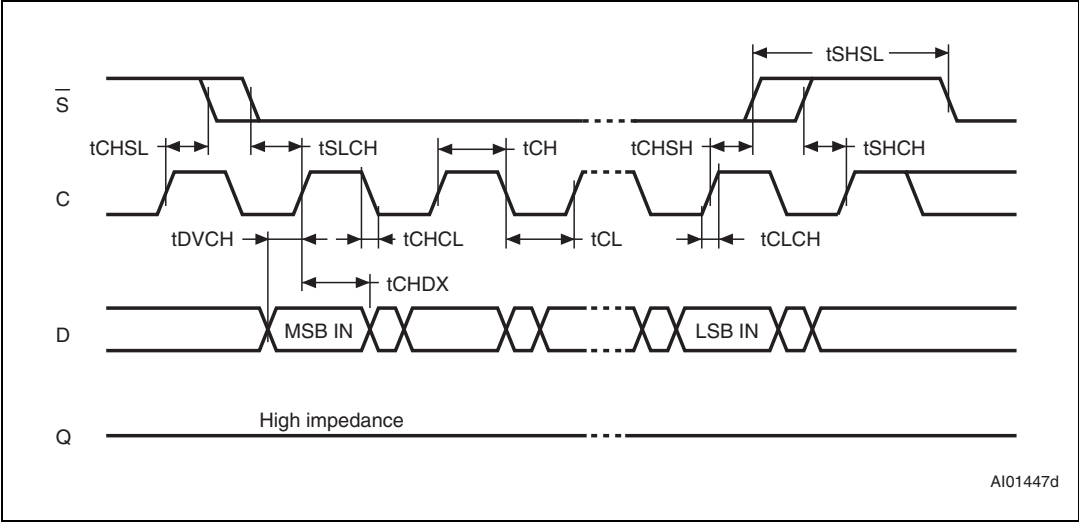 tSHSL
S
tCHSL
tSLCH
tCH
tCHSH
tSHCH
C
tDVCH
tCHCL
tCL
tCLCH
tCHDX
D
MSB IN
LSB IN
High impedance
Q
AI01447d